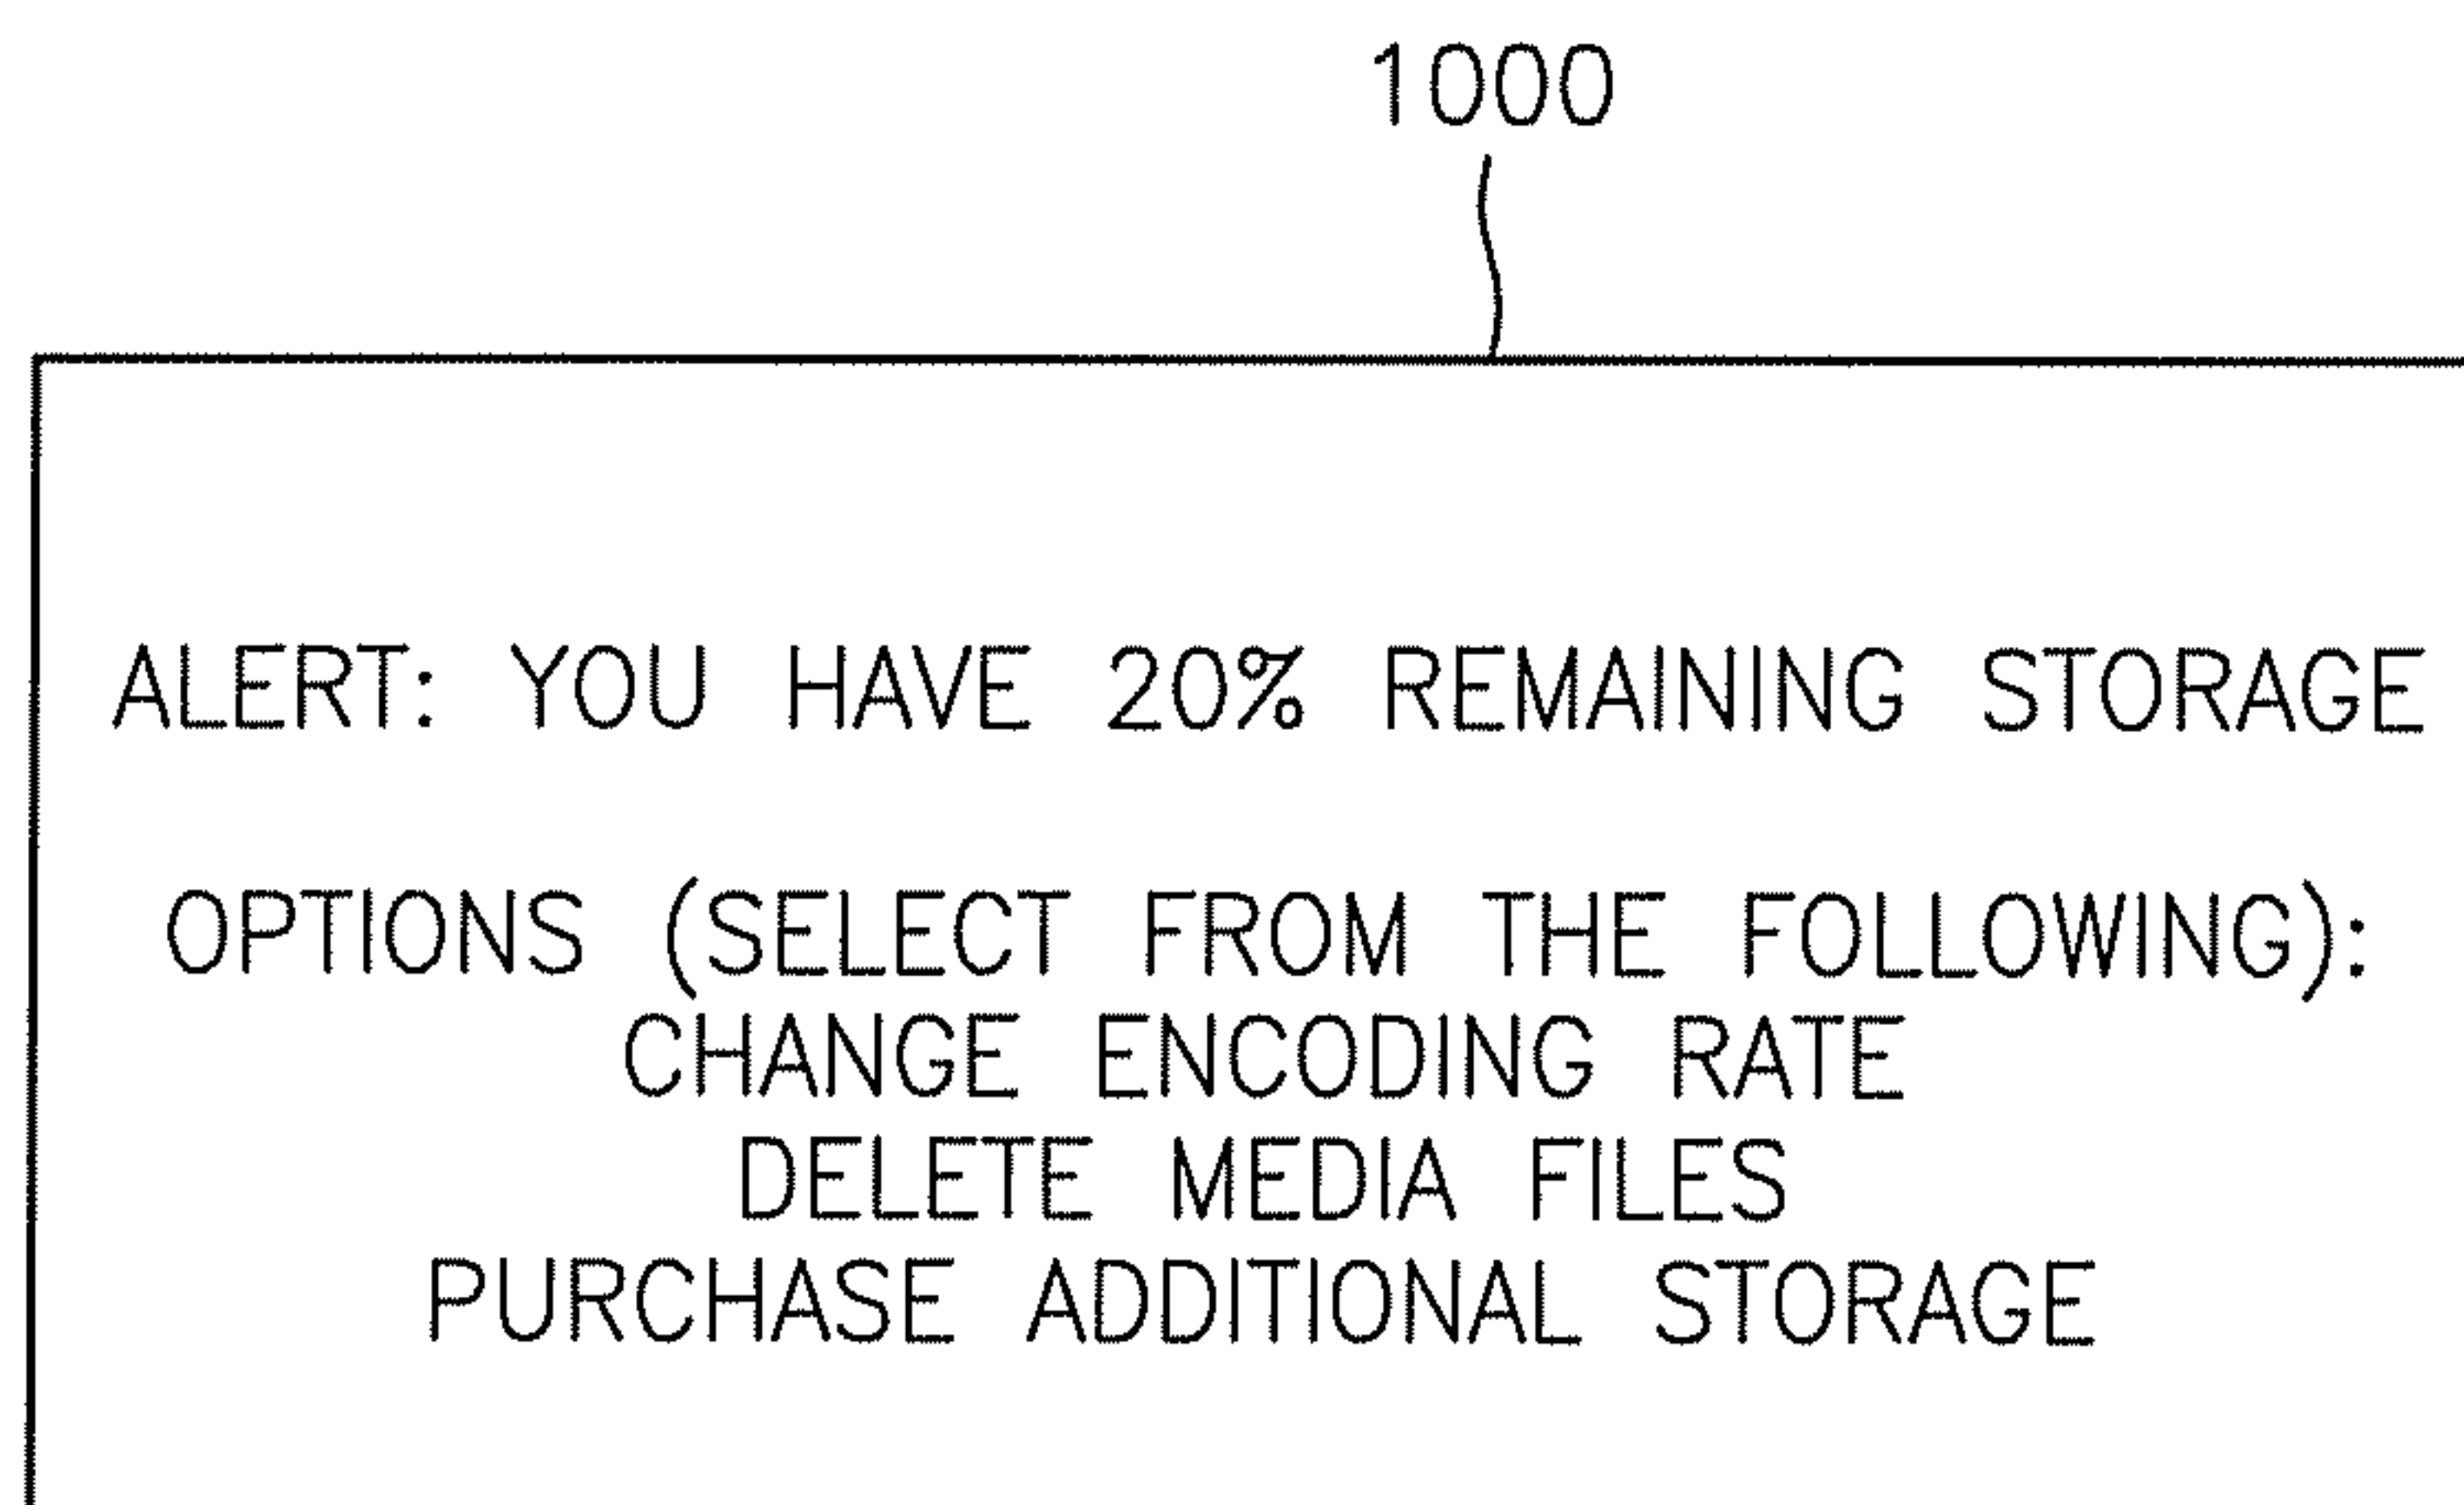 1000
ALERT: YOU HAVE 20% REMAINING STORAGE
OPTIONS (SELECT FROM THE FOLLOWING):
CHANGE ENCODING RATE
DELETE MEDIA FILES
PURCHASE ADDITIONAL STORAGE